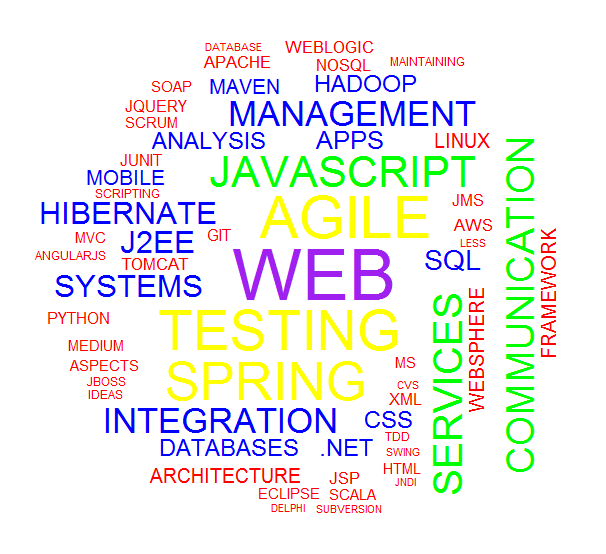 DATABASE
WEBLOGIC
APACHE
NOSQL
MAINTAINING
SOAP
MAVEN
HADOOP
JQUERY
MANAGEMENT
SCRUM
ANALYSIS
APPS
LINUX
COMMUNICATION
JUNIT
JAVASCRIPT
MOBILE
SCRIPTING
JMS
HIBERNATE
AGILE
AWS
MVC
J2EE
GIT
LESS
FRAMEWORK
ANGULARJS
TOMCAT
WEB
SQL
SYSTEMS
WEBSPHERE
SERVICES
PYTHON
TESTING
MEDIUM
ASPECTS
MS
JBOSS
SPRING
CVS
IDEAS
XML
INTEGRATION
CSS
TDD
DATABASES
.NET
SWING
ARCHITECTURE
JSP
HTML
JNDI
ECLIPSE
SCALA
DELPHI
SUBVERSION